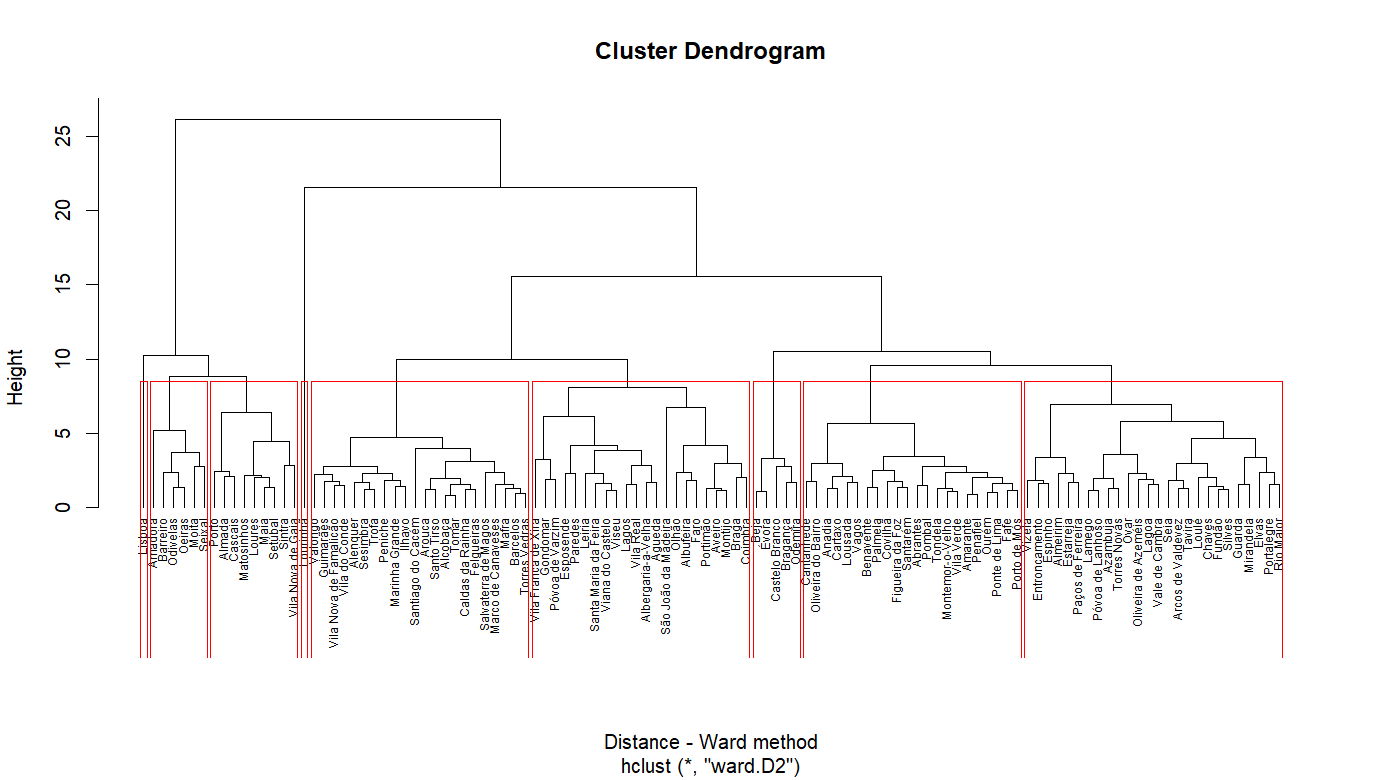 Cluster Dendrogram
Height
25
20
15
10
5
0
Lisboa
Amadora
Barreiro
Odivelas
Oeiras
Moita
Seixal
Porto
Almada
Cascais
Matosinhos
Loures
Maia
Setúbal
Sintra
Vila Nova de Gaia
Lourinhã
Valongo
Guimarães
Vila Nova de Famalicão
Vila do Conde
Alenquer
Sesimbra
Trofa
Peniche
Marinha Grande
Ílhavo
Santiago do Cacém
Arouca
Santo Tirso
Alcobaça
Tomar
Caldas da Rainha
Felgueiras
Salvaterra de Magos
Marco de Canaveses
Mafra
Barcelos
Torres Vedras
Vila Franca de Xira
Gondomar
Póvoa de Varzim
Esposende
Paredes
Leiria
Santa Maria da Feira
Viana do Castelo
Viseu
Lagos
Vila Real
Albergaria-a-Velha
Águeda
São João da Madeira
Olhão
Albufeira
Faro
Portimão
Aveiro
Montijo
Braga
Coimbra
Beja
Évora
Castelo Branco
Bragança
Odemira
Cantanhede
Oliveira do Bairro
Anadia
Cartaxo
Lousada
Vagos
Benavente
Palmela
Covilhã
Figueira da Foz
Santarém
Abrantes
Pombal
Tondela
Montemor-o-Velho
Vila Verde
Amarante
Penafiel
Ourém
Ponte de Lima
Fafe
Porto de Mós
Vizela
Entroncamento
Espinho
Almeirim
Estarreja
Paços de Ferreira
Lamego
Póvoa de Lanhoso
Azambuja
Torres Novas
Ovar
Oliveira de Azeméis
Lagoa
Vale de Cambra
Seia
Arcos de Valdevez
Tavira
Loulé
Chaves
Fundão
Silves
Guarda
Mirandela
Elvas
Portalegre
Rio Maior
Distance - Ward method
hclust (*, "ward.D2")